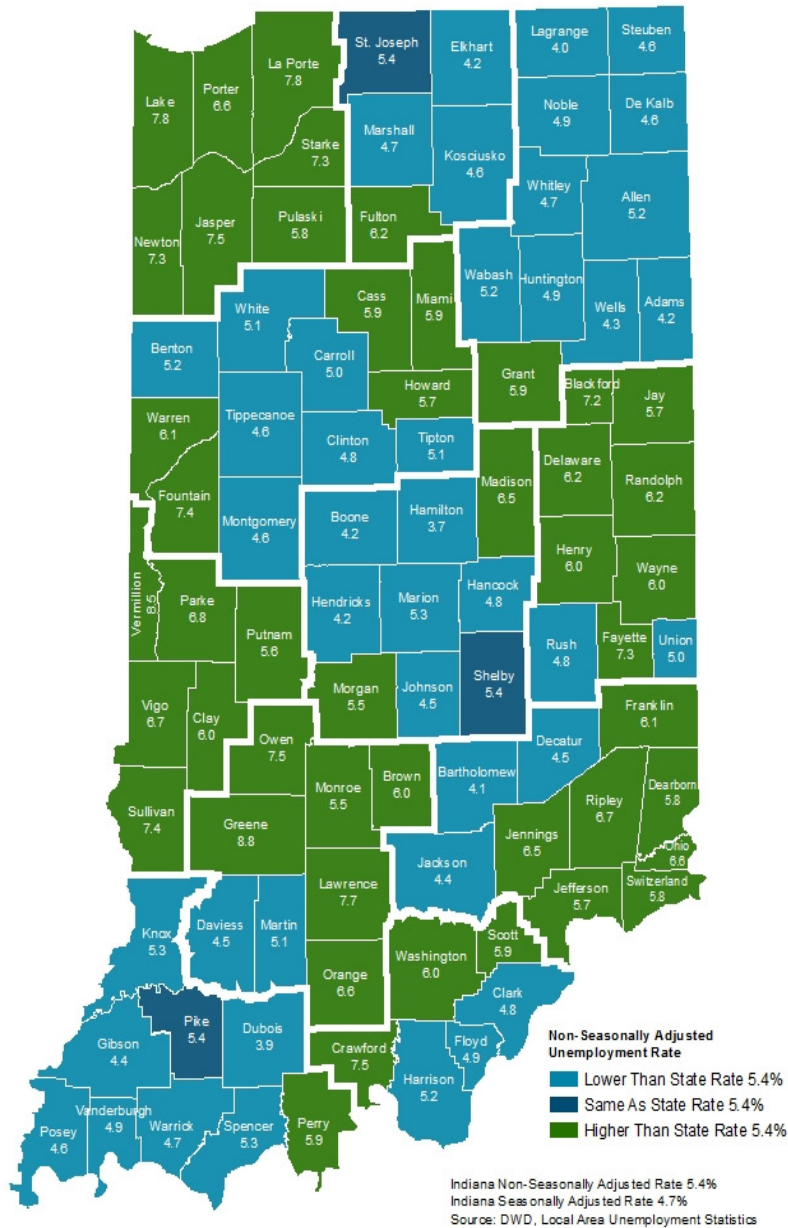 St. Joseph
5.4
Elkhart
4.2
Lagrange
4.0
Steuben
4.6
La Porte
7.8
Porter
6.6
Lake
7.8
Noble
4.9
De Kalb
4.6
Marshall
4.7
Starke
7.3
Kosciusko
4.6
Whitley
4.7
Allen
5.2
Newton
7.3
Jasper
7.5
Pulaski
5.8
Fulton
6.2
Wabash
5.2
Huntington
4.9
Wells
4.3
Adams
4.2
White
5.1
Cass
5.9
Miami
5.9
Benton
5.2
Carroll
5.0
Howard
5.7
Grant
5.9
Blackford
7.2
Jay
5.7
Warren
6.1
Tippecanoe
4.6
Clinton
4.8
Tipton
5.1
Madison
6.5
Delaware
6.2
Randolph
6.2
Fountain
7.4
Montgomery
4.6
Boone
4.2
Hamilton
3.7
Henry
6.0
Wayne
6.0
Vermillion
8.5
Parke
6.8
Putnam
5.6
Hendricks
4.2
Marion
5.3
Hancock
4.8
Rush
4.8
Fayette
7.3
Union
5.0
Vigo
6.7
Clay
6.0
Morgan
5.5
Johnson
4.5
Shelby
5.4
Franklin
6.1
Owen
7.5
Monroe
5.5
Brown
6.0
Bartholomew
4.1
Decatur
4.5
Ripley
6.7
Dearborn
5.8
Sullivan
7.4
Greene
8.8
Jennings
6.5
Ohio
6.6
Lawrence
7.7
Jackson
4.4
Jefferson
5.7
Switzerland
5.8
Knox
5.3
Daviess
4.5
Martin
5.1
Orange
6.6
Washington
6.0
Scott
5.9
Clark
4.8
Gibson
4.4
Pike
5.4
Dubois
3.9
Crawford
7.5
Floyd
4.9
Harrison
5.2
Posey
4.6
Vanderburgh
4.9
Warrick
4.7
Spencer
5.3
Perry
5.9
Non-Seasonally Adjusted
Unemployment Rate
Lower Than State Rate 5.4%
Same As State Rate 5.4%
Higher Than State Rate 5.4%
Indiana Non-Seasonally Adjusted Rate 5.4%
Indiana Seasonally Adjusted Rate 4.7%
Source: DWD, Local Area Unemployment Statistics